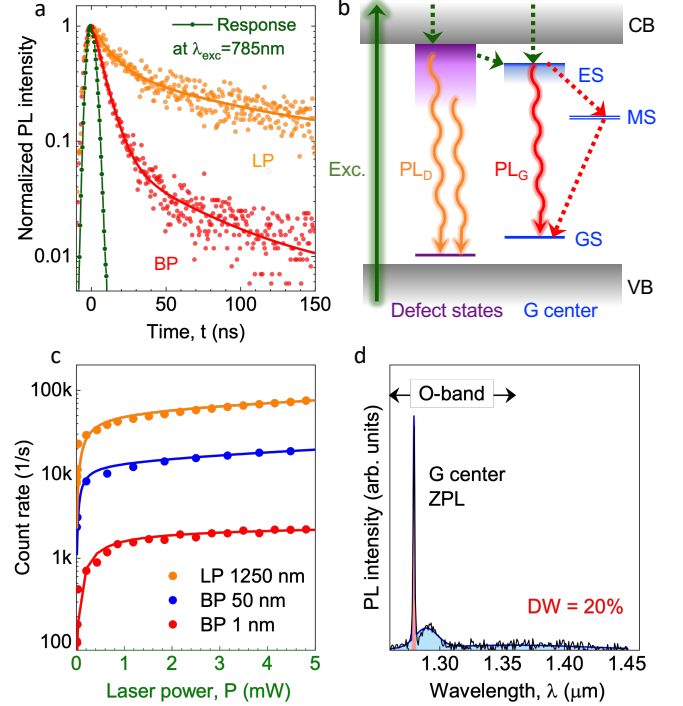 a
Normalized PL intensity
1
0.1
0.01
Response
at λexc=785nm
LP
BP
0
50
100
150
Time, t (ns)
b
CB
ES
MS
Exc.
PLD
PLG
GS
VB
Defect states
G center
c
Count rate (1/s)
100k
10k
1k
100
LP 1250 nm
BP 50 nm
BP 1 nm
0
1
2
3
4
5
Laser power, P (mW)
d
PL intensity (arb. units)
O-band
G center
ZPL
DW = 20%
1.30
1.35
1.40
1.45
Wavelength, λ (μm)